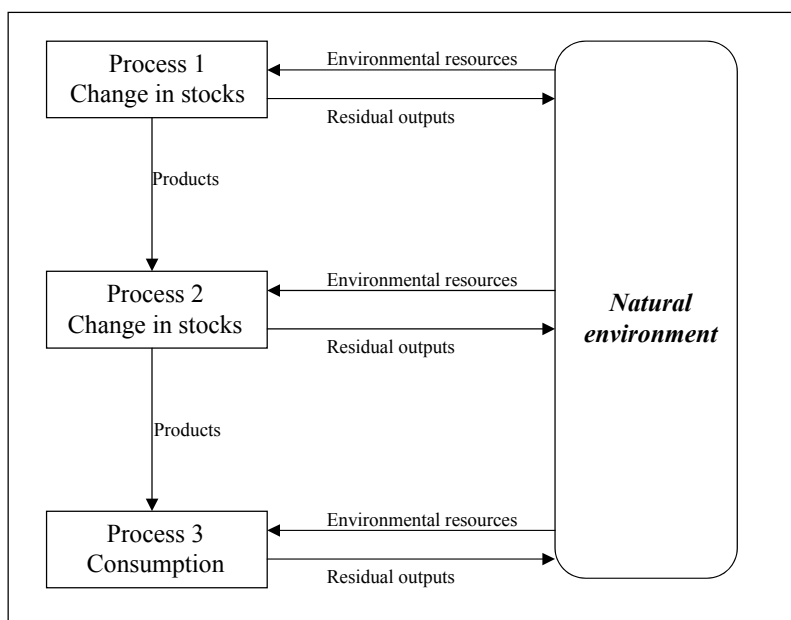 Process 1
Change in stocks
Environmental resources
Residual outputs
Products
Process 2
Change in stocks
Environmental resources
Residual outputs
Natural
environment
Products
Process 3
Consumption
Environmental resources
Residual outputs